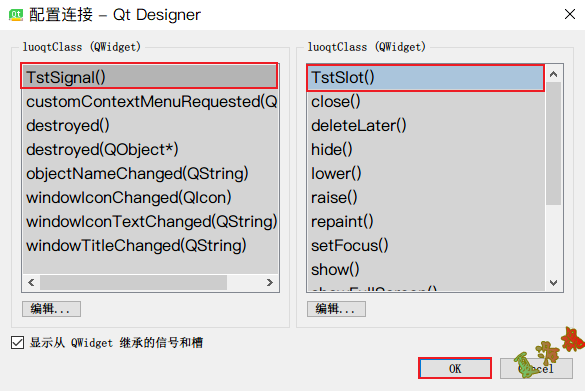 配置连接 - Qt Designer
luoqtClass (QWidget)
TstSignal()
customContextMenuRequested(Q
destroyed()
destroyed(QObject*)
objectNameChanged(QString)
windowIconChanged(QIcon)
windowIconTextChanged(QString)
windowTitleChanged(QString)
编辑...
luoqtClass (QWidget)
TstSlot()
close()
deleteLater()
hide()
lower()
raise()
repaint()
setFocus()
show()
showFullScreen()
编辑...
显示从 QWidget 继承的信号和槽
OK
Cancel